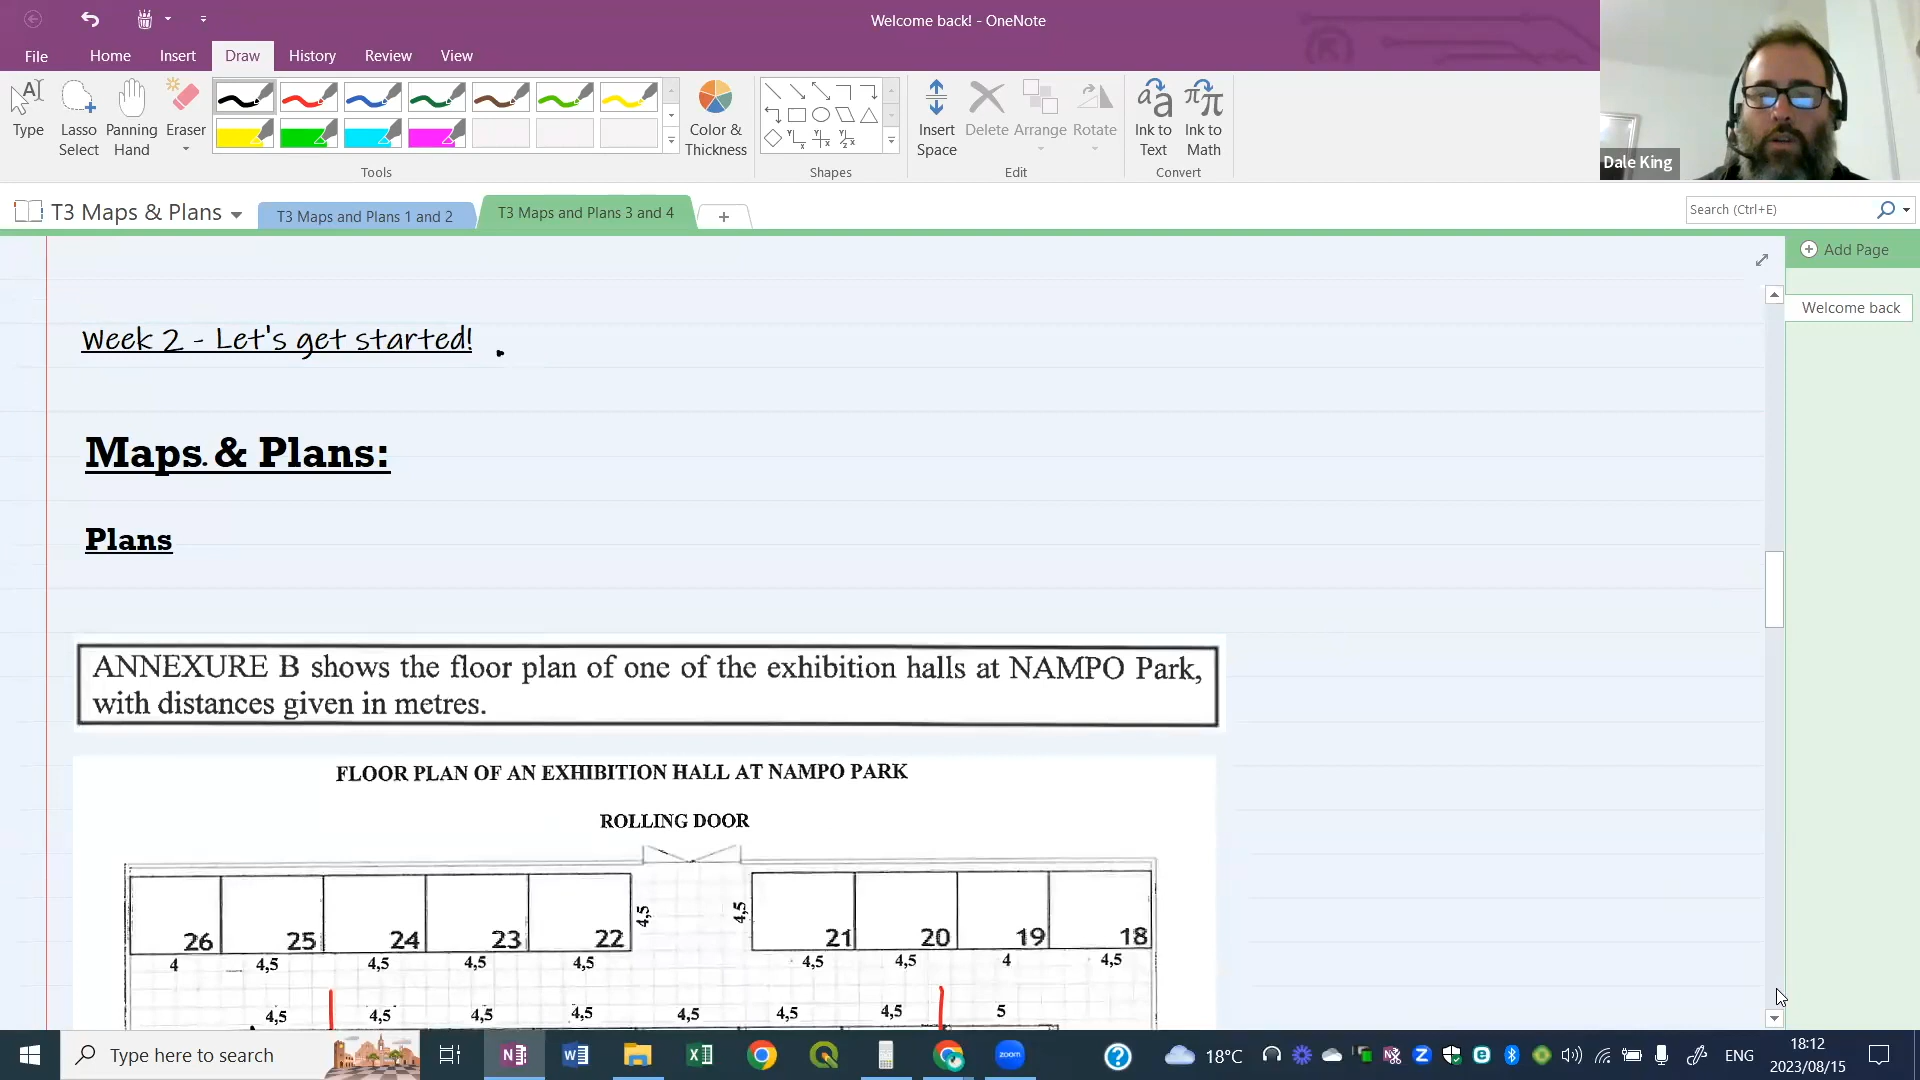 Welcome back! - OneNote
File
Home
Insert
Draw
History
Review
View
Type
Lasso
Select
Panning
Hand
Eraser
Color &
Thickness
Insert
Space
Delete
Arrange
Rotate
Ink to
Text
Ink to
Math
Tools
Shapes
Edit
Convert
Dale King
T3 Maps & Plans
T3 Maps and Plans 1 and 2
T3 Maps and Plans 3 and 4
Search (Ctrl+E)
Add Page
Welcome back
Week 2 - Let's get started!
Maps & Plans:
Plans
ANNEXURE B shows the floor plan of one of the exhibition halls at NAMPO Park,
with distances given in metres.
FLOOR PLAN OF AN EXHIBITION HALL AT NAMPO PARK
ROLLING DOOR
26 25 24 23 22 4,5 4,5 21 20 19 18
4 4,5 4,5 4,5 4,5 4,5 4,5 4 4,5
4,5 4,5 4,5 4,5 4,5 4,5 4,5 5
Type here to search
zoom
18°C
ENG
18:12
2023/08/15